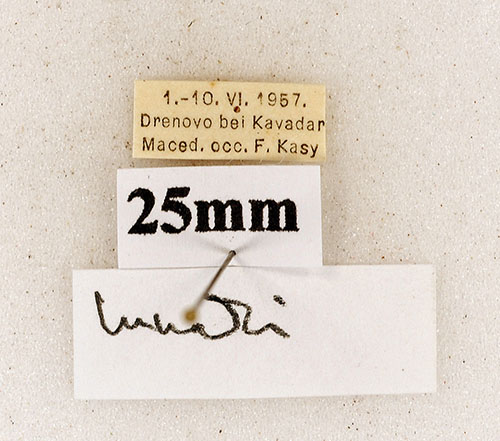 1.-10. VI. 1957.
Drenovo bei Kavadar
Maced. occ. F. Kasy
25mm